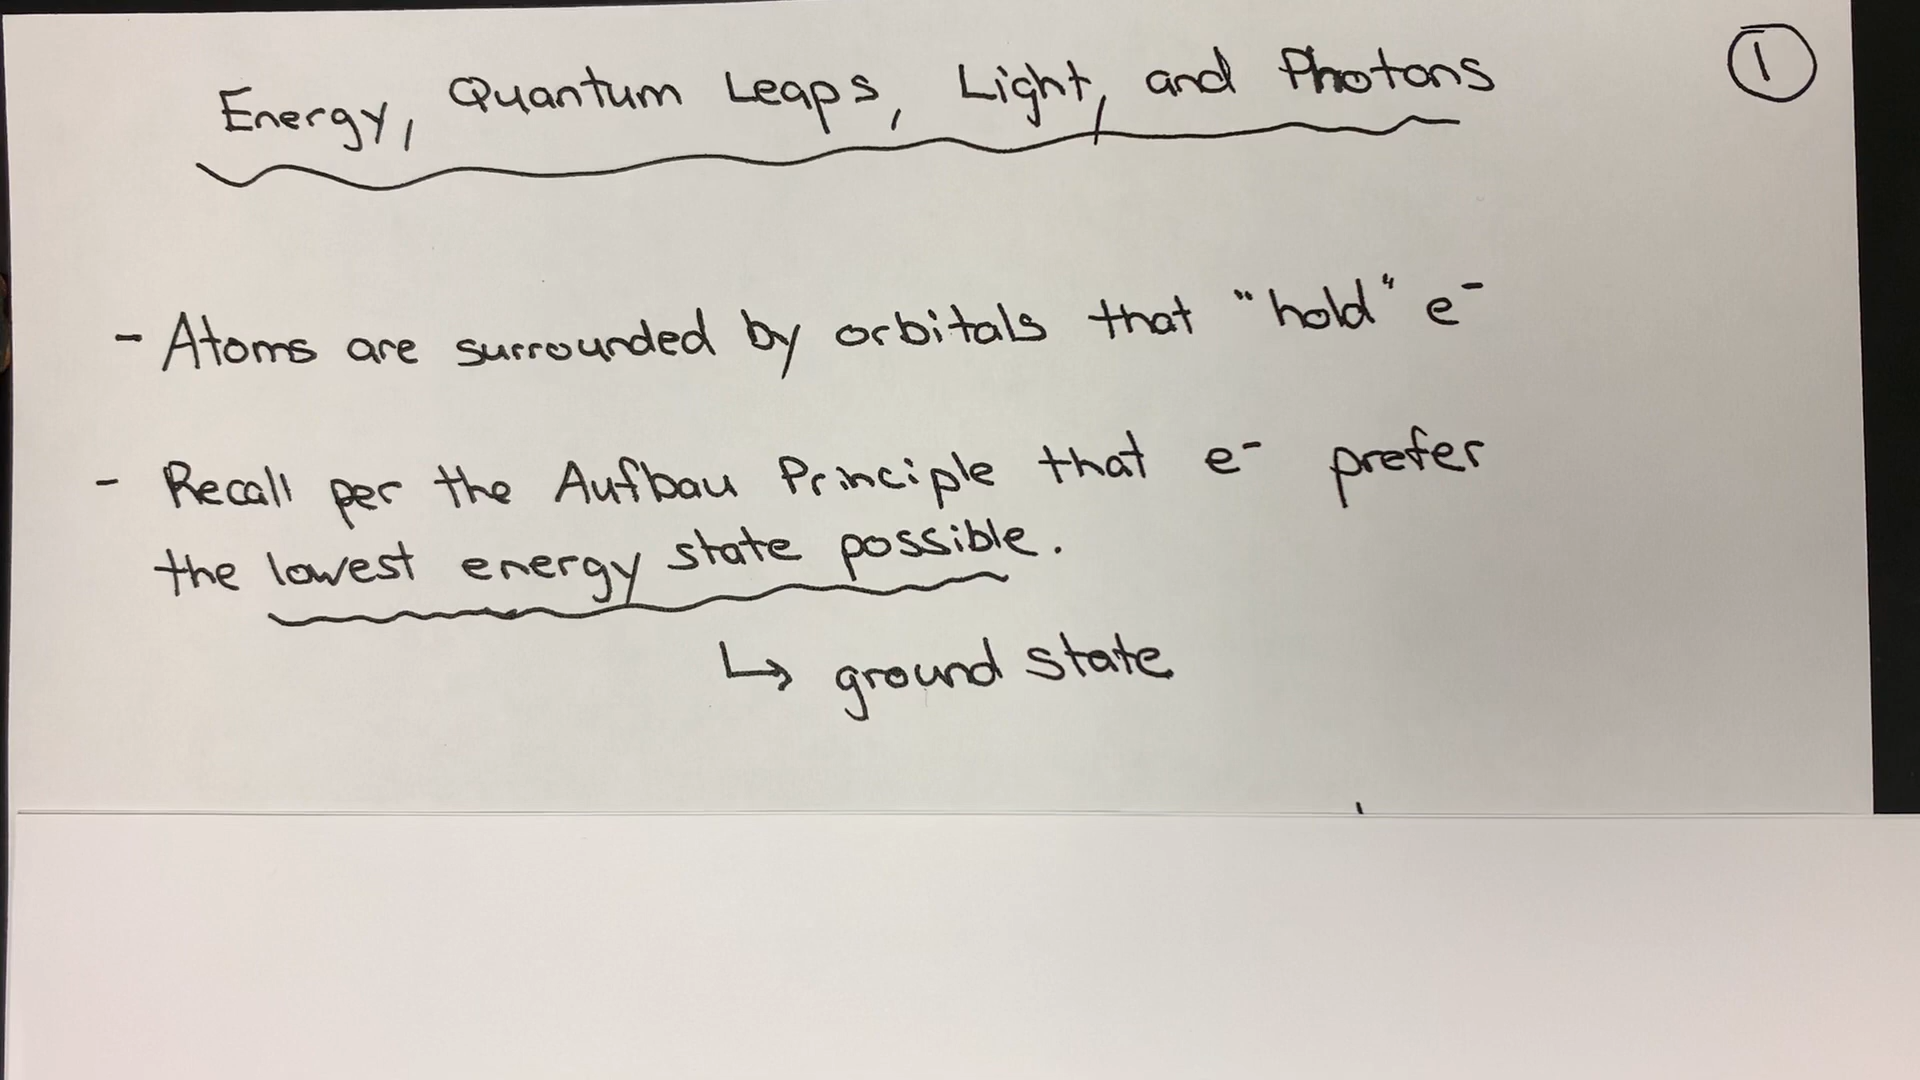 Energy, Quantum Leaps, Light, and Photons
1
- Atoms are surrounded by orbitals that "hold" e⁻
- Recall per the Aufbau Principle that e⁻ prefer
the lowest energy state possible.
↳ ground state